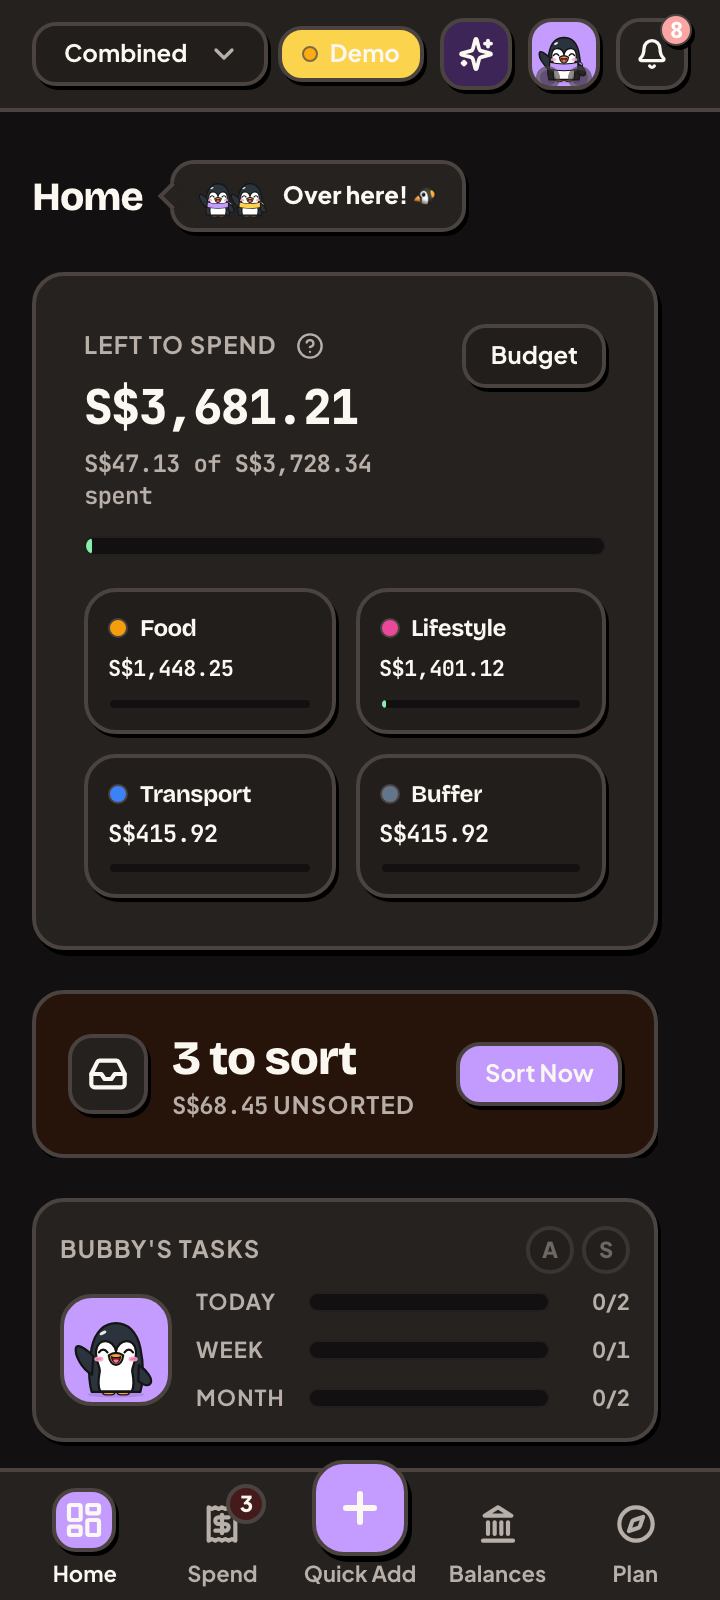 Combined
Demo
8
Home
Over here!
LEFT TO SPEND
Budget
S$3,681.21
S$47.13 of S$3,728.34
spent
Food
S$1,448.25
Lifestyle
S$1,401.12
Transport
S$415.92
Buffer
S$415.92
3 to sort
S$68.45 UNSORTED
Sort Now
BUBBY'S TASKS
A S
TODAY 0/2
WEEK 0/1
MONTH 0/2
3
Home
Spend
Quick Add
Balances
Plan